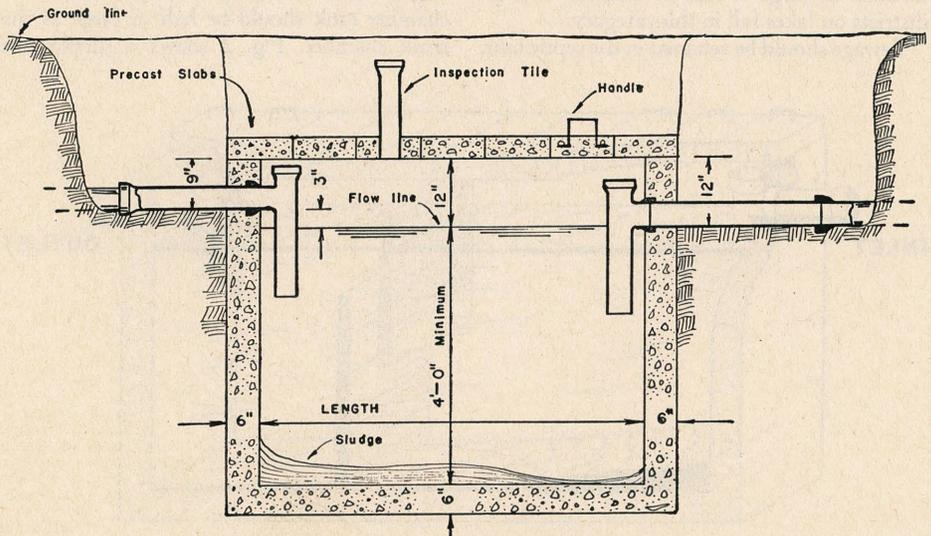 Ground line
Precast Slabs
Inspection Tile
Handle
9"
3"
12"
12"
Flow line
4'-0" Minimum
LENGTH
6"
6"
Sludge
6"